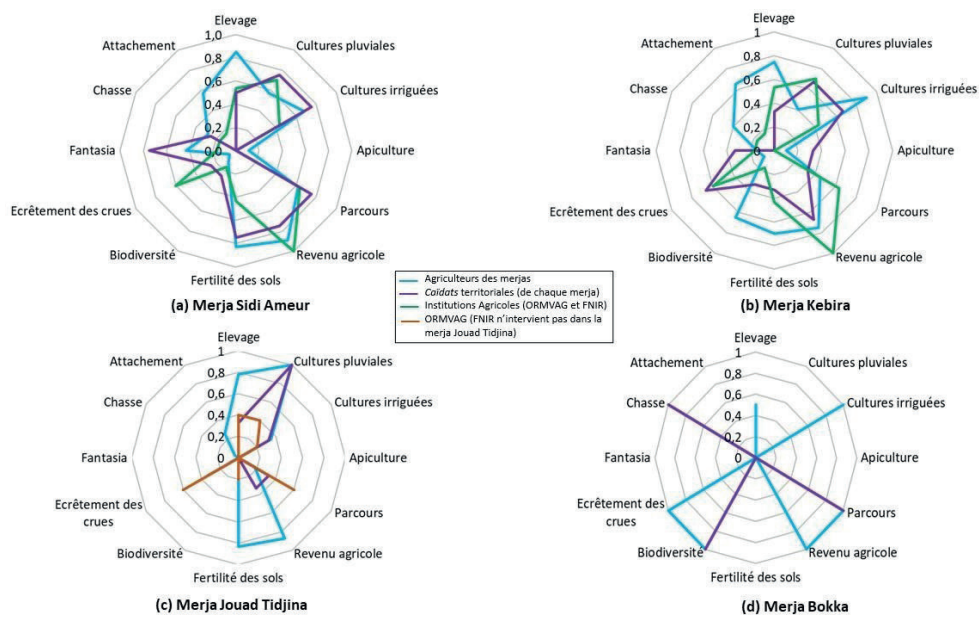 Elevage
1,0
Attachement
Cultures pluviales
0,8
Chasse
0,6
Cultures irriguées
0,4
0,2
Fantasia
0,0
Apiculture
Ecrêtement des crues
Parcours
Biodiversité
Revenu agricole
Fertilité des sols
(a) Merja Sidi Ameur
Elevage
1
Attachement
Cultures pluviales
0,8
Chasse
0,6
Cultures irriguées
0,4
0,2
Fantasia
0
Apiculture
Ecrêtement des crues
Parcours
Biodiversité
Revenu agricole
Fertilité des sols
(b) Merja Kebira
Agriculteurs des merjas
Caïdats territoriales (de chaque merja)
Institutions Agricoles (ORMVAG et FNIR)
ORMVAG (FNIR n'intervient pas dans la
merja Jouad Tidjina)
Elevage
1
Attachement
Cultures pluviales
0,8
Chasse
0,6
Cultures irriguées
0,4
0,2
Fantasia
0
Apiculture
Ecrêtement des
crues
Parcours
Biodiversité
Revenu agricole
Fertilité des sols
(c) Merja Jouad Tidjina
Elevage
1
Attachement
Cultures pluviales
0,8
Chasse
0,6
Cultures irriguées
0,4
0,2
Fantasia
0
Apiculture
Ecrêtement des
crues
Parcours
Biodiversité
Revenu agricole
Fertilité des sols
(d) Merja Bokka